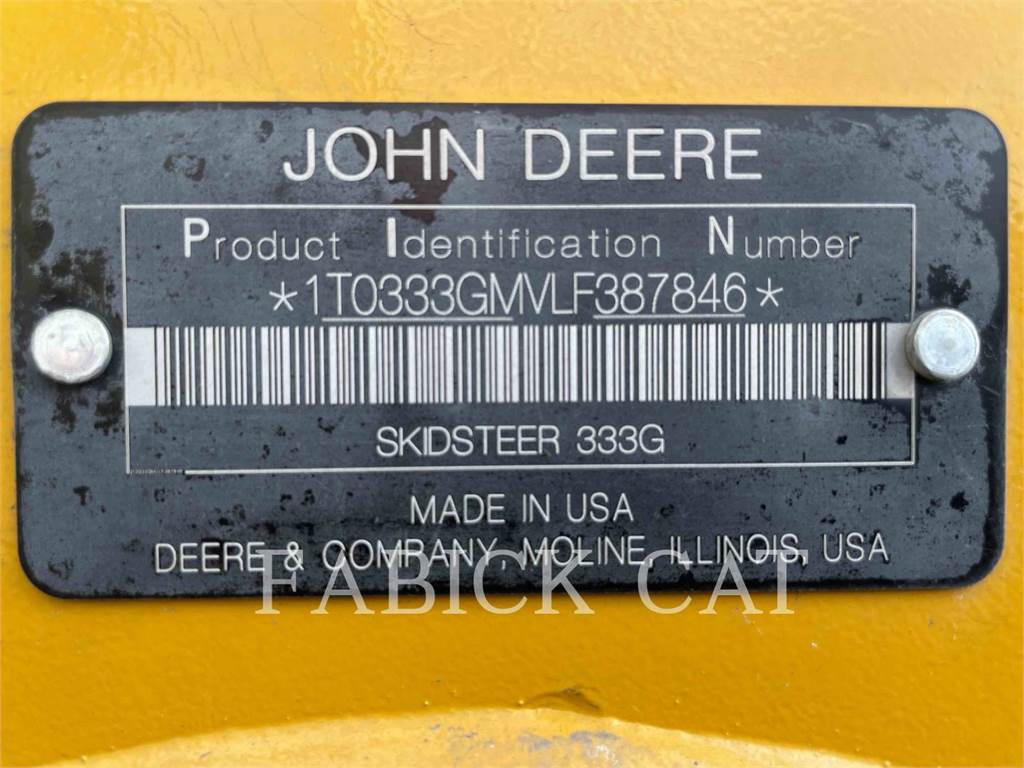 JOHN DEERE
Product Identification Number
*1T0333GMVLF387846*
SKIDSTEER 333G
MADE IN USA
DEERE & COMPANY, MOLINE, ILLINOIS, USA
FABICK CAT